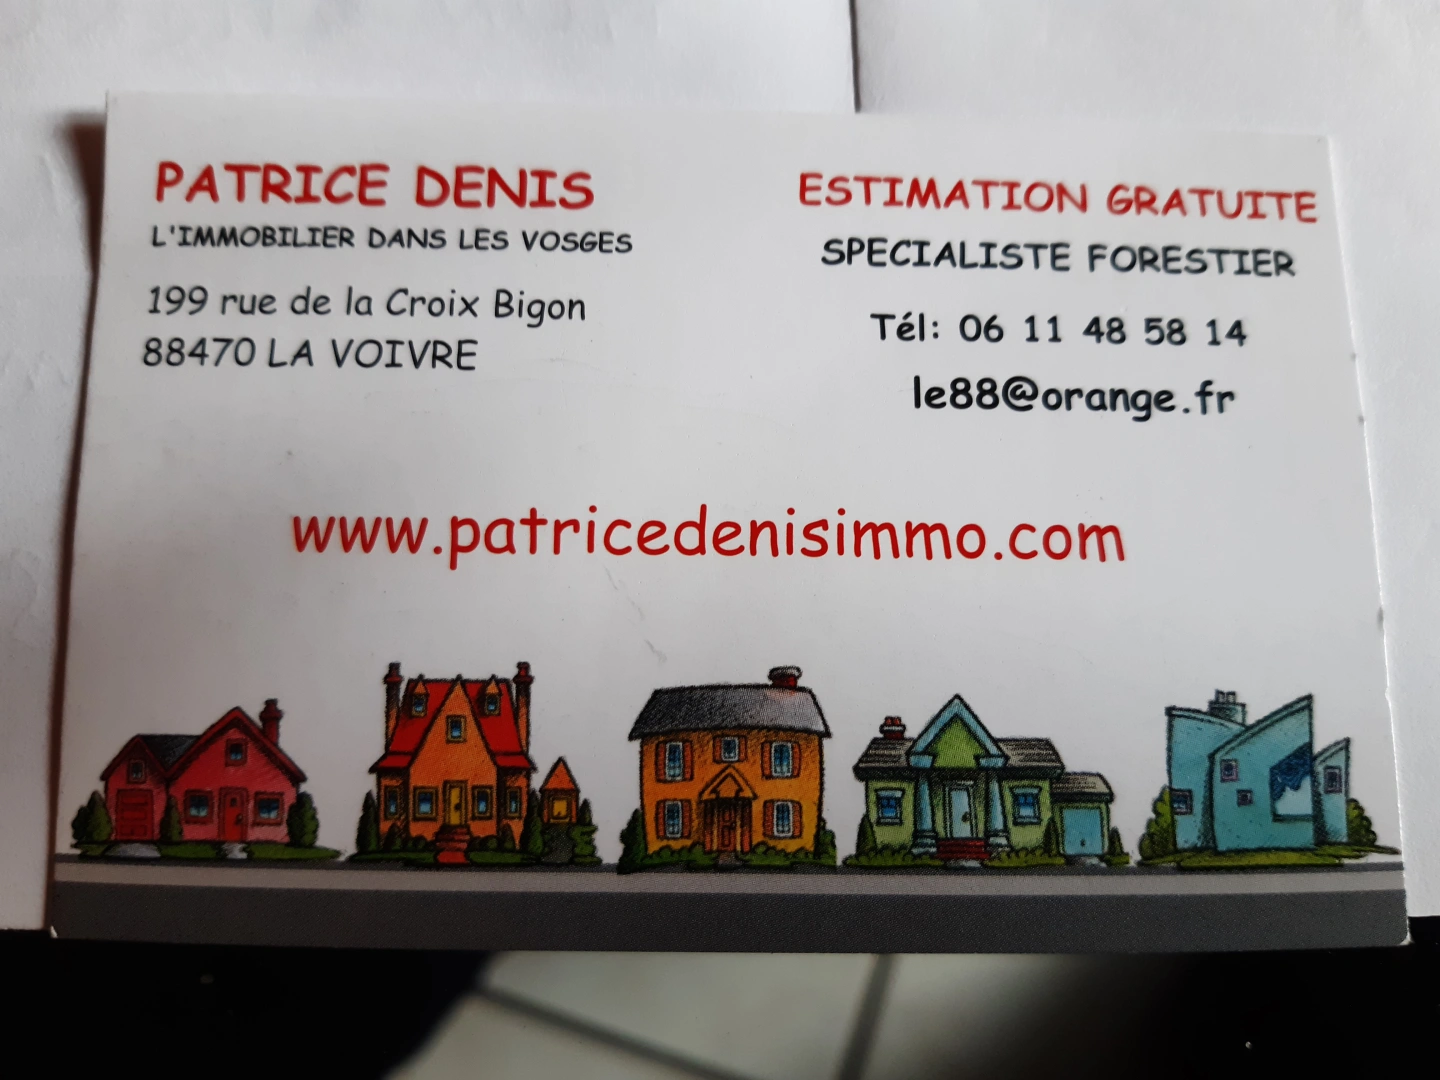 PATRICE DENIS
L'IMMOBILIER DANS LES VOSGES
199 rue de la Croix Bigon
88470 LA VOIVRE
ESTIMATION GRATUITE
SPECIALISTE FORESTIER
Tél: 06 11 48 58 14
le88@orange.fr
www.patricedenisimmo.com